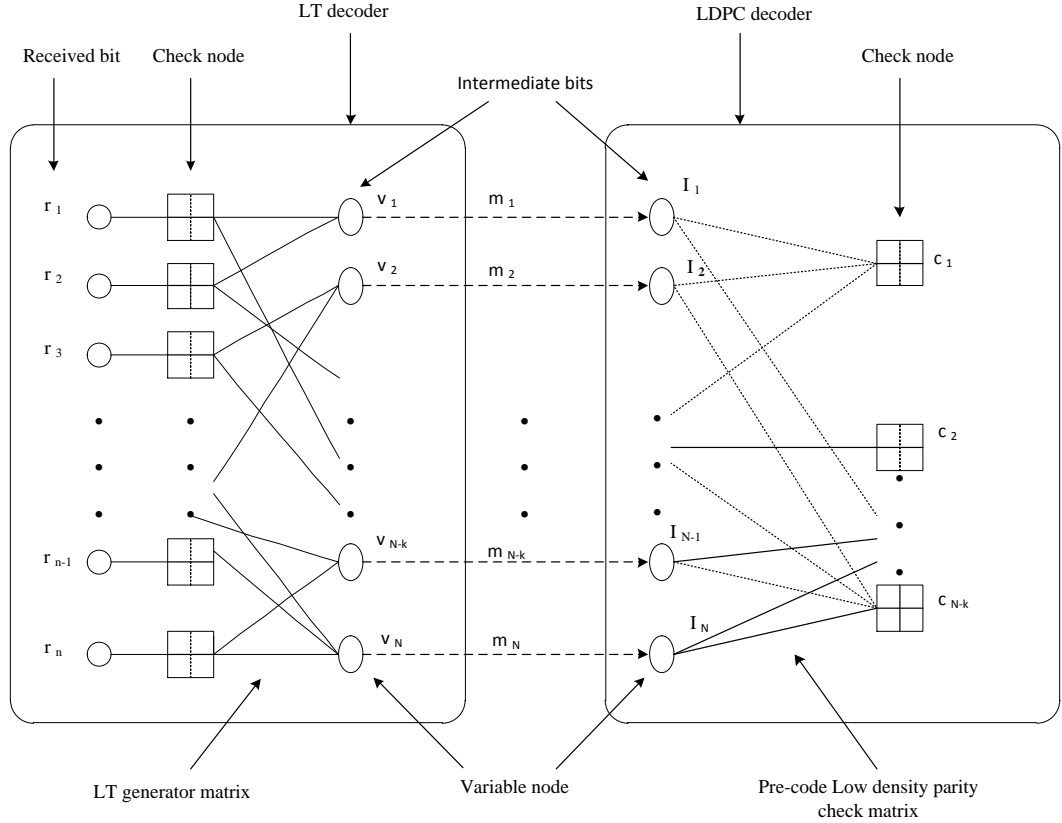 LT decoder
LDPC decoder
Received bit
Check node
Intermediate bits
Check node
r 1
v 1
m 1
I 1
c 1
r 2
v 2
m 2
I 2
r 3
c 2
r n-1
v N-k
m N-k
I N-1
c N-k
r n
v N
m N
I N
LT generator matrix
Variable node
Pre-code Low density parity
check matrix